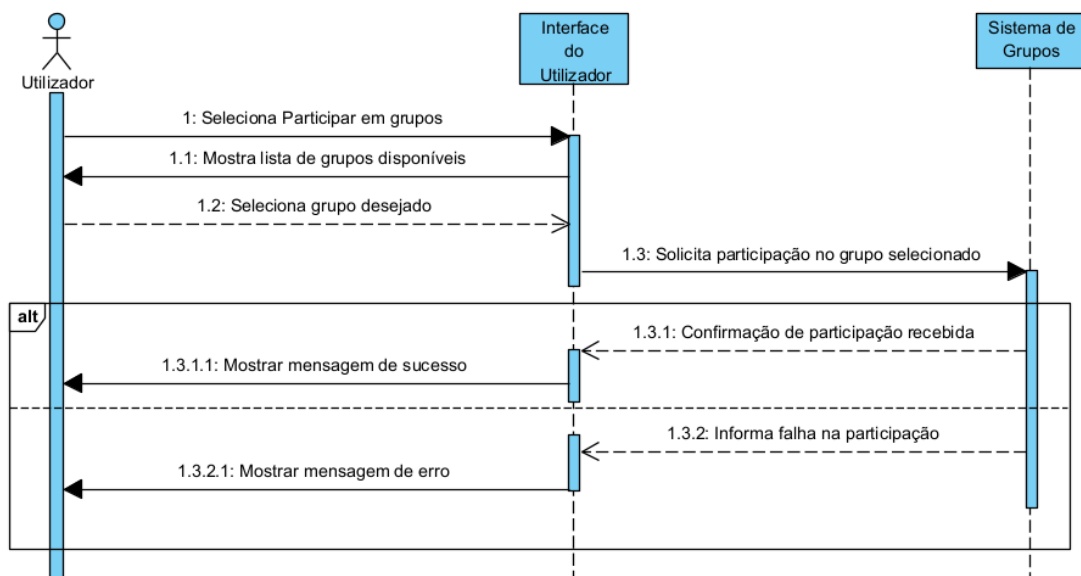 Utilizador
Interface
do
Utilizador
Sistema de
Grupos
1: Seleciona Participar em grupos
1.1: Mostra lista de grupos disponíveis
1.2: Seleciona grupo desejado
1.3: Solicita participação no grupo selecionado
alt
1.3.1: Confirmação de participação recebida
1.3.1.1: Mostrar mensagem de sucesso
1.3.2: Informa falha na participação
1.3.2.1: Mostrar mensagem de erro